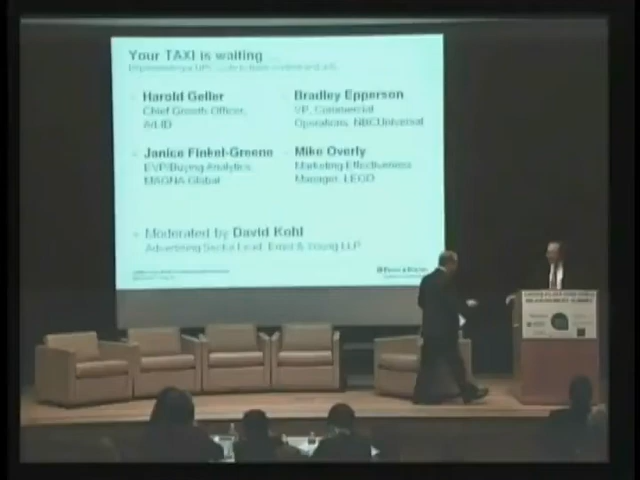 Your TAXI is waiting
Harold Geller
Chief Growth Officer,
Ad-ID
Bradley Epperson
VP, Commercial
Operations, NBCUniversal
Janice Finkel-Greene
EVP/Buying Analytics,
MAGNA Global
Mike Overly
Marketing Effectiveness
Manager, LEGO
Moderated by David Kohl
Advertising Sector Lead, Ernst & Young LLP